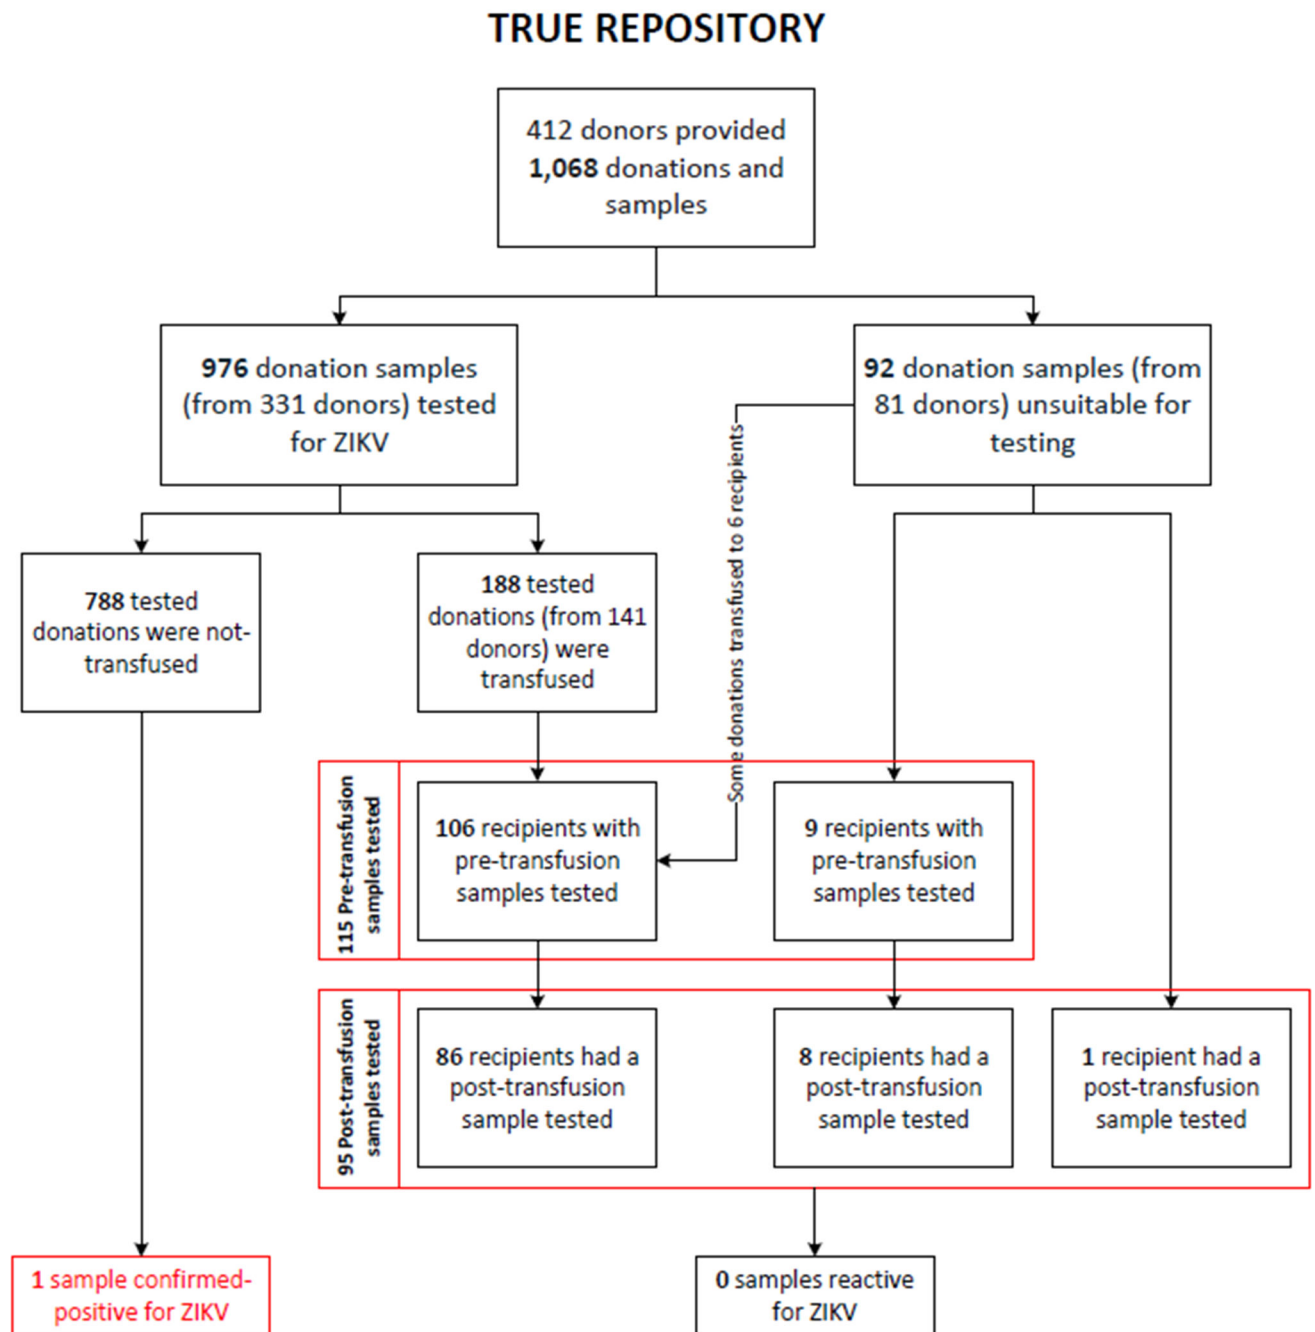 TRUE REPOSITORY
412 donors provided
1,068 donations and
samples
976 donation samples
(from 331 donors) tested
for ZIKV
92 donation samples (from
81 donors) unsuitable for
testing
Some donations transfused to 6 recipients
788 tested
donations were not-
transfused
188 tested
donations (from 141
donors) were
transfused
115 Pre-transfusion
samples tested
106 recipients with
pre-transfusion
samples tested
9 recipients with
pre-transfusion
samples tested
95 Post-transfusion
samples tested
86 recipients had a
post-transfusion
sample tested
8 recipients had a
post-transfusion
sample tested
1 recipient had a
post-transfusion
sample tested
1 sample confirmed-
positive for ZIKV
0 samples reactive
for ZIKV